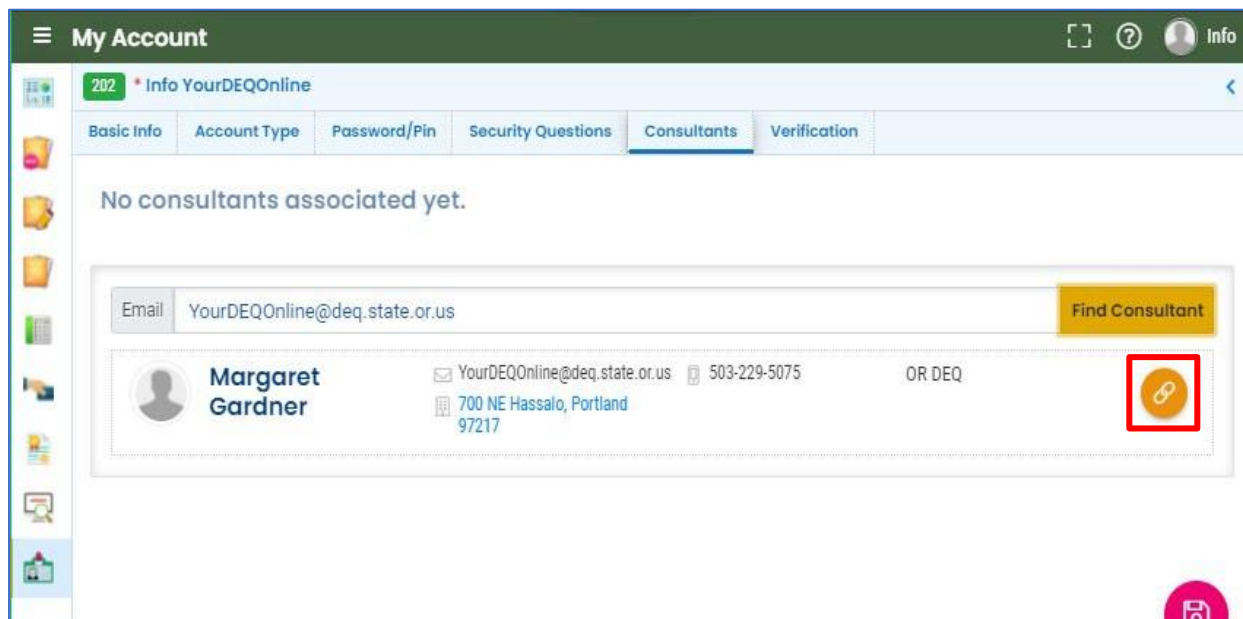 My Account
Info
202 * Info YourDEQOnline
Basic Info Account Type Password/Pin Security Questions Consultants Verification
No consultants associated yet.
Email YourDEQOnline@deq.state.or.us Find Consultant
Margaret
Gardner
YourDEQOnline@deq.state.or.us 503-229-5075 OR DEQ
700 NE Hassalo, Portland
97217